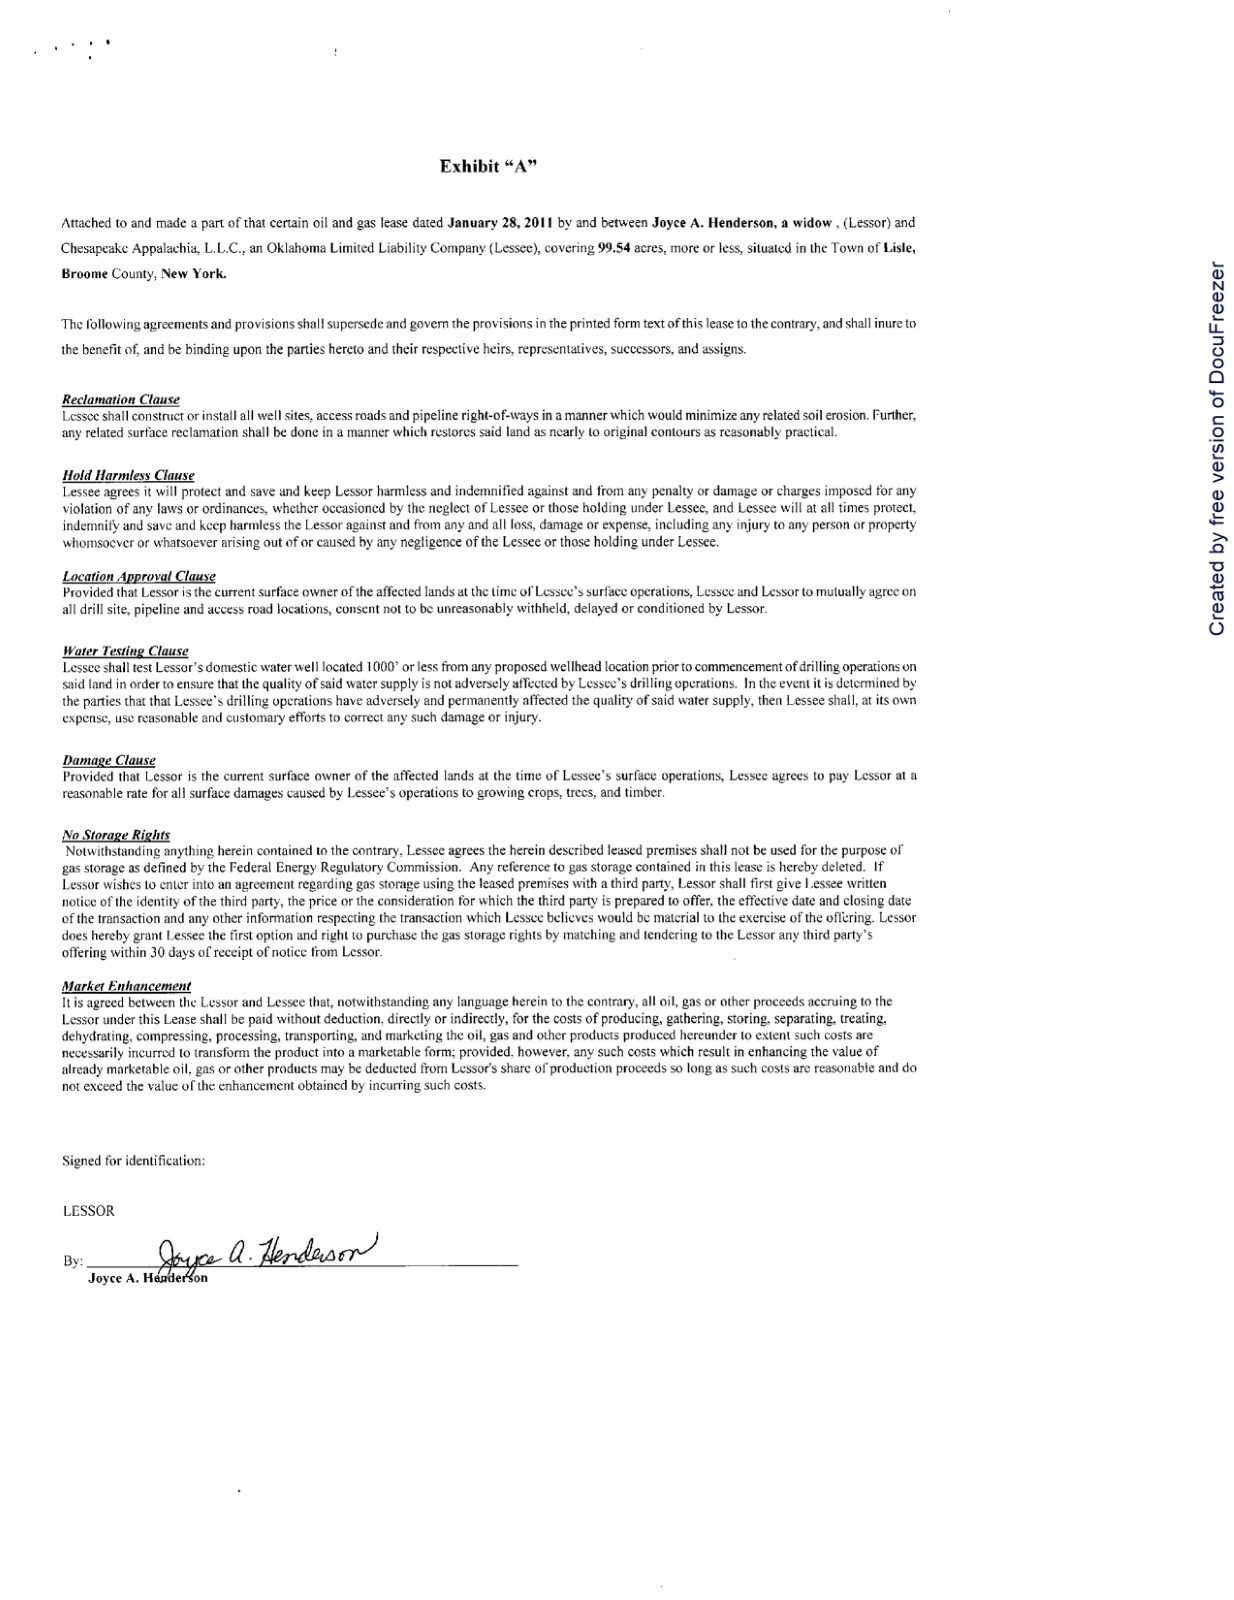 Exhibit “A”
Attached to and made a part of that certain oil and gas lease dated January 28, 2011 by and between Joyce A. Henderson, a widow , (Lessor) and
Chesapeake Appalachia, L.L.C., an Oklahoma Limited Liability Company (Lessee), covering 99.54 acres, more or less, situated in the Town of Lisle,
Broome County, New York.
The following agreements and provisions shall supersede and govern the provisions in the printed form text of this lease to the contrary, and shall inure to
the benefit of, and be binding upon the parties hereto and their respective heirs, representatives, successors, and assigns.
Reclamation Clause
Lessee shall construct or install all well sites, access roads and pipeline right-of-ways in a manner which would minimize any related soil erosion. Further,
any related surface reclamation shall be done in a manner which restores said land as nearly to original contours as reasonably practical.
Hold Harmless Clause
Lessee agrees it will protect and save and keep Lessor harmless and indemnified against and from any penalty or damage or charges imposed for any
violation of any laws or ordinances, whether occasioned by the neglect of Lessee or those holding under Lessee, and Lessee will at all times protect,
indemnify and save and keep harmless the Lessor against and from any and all loss, damage or expense, including any injury to any person or property
whomsoever or whatsoever arising out of or caused by any negligence of the Lessee or those holding under Lessee.
Location Approval Clause
Provided that Lessor is the current surface owner of the affected lands at the time of Lessee's surface operations, Lessee and Lessor to mutually agree on
all drill site, pipeline and access road locations, consent not to be unreasonably withheld, delayed or conditioned by Lessor.
Water Testing Clause
Lessee shall test Lessor's domestic water well located 1000' or less from any proposed wellhead location prior to commencement of drilling operations on
said land in order to ensure that the quality of said water supply is not adversely affected by Lessee's drilling operations. In the event it is determined by
the parties that that Lessee's drilling operations have adversely and permanently affected the quality of said water supply, then Lessee shall, at its own
expense, use reasonable and customary efforts to correct any such damage or injury.
Damage Clause
Provided that Lessor is the current surface owner of the affected lands at the time of Lessee's surface operations, Lessee agrees to pay Lessor at a
reasonable rate for all surface damages caused by Lessee's operations to growing crops, trees, and timber.
No Storage Rights
Notwithstanding anything herein contained to the contrary, Lessee agrees the herein described leased premises shall not be used for the purpose of
gas storage as defined by the Federal Energy Regulatory Commission. Any reference to gas storage contained in this lease is hereby deleted. If
Lessor wishes to enter into an agreement regarding gas storage using the leased premises with a third party, Lessor shall first give Lessee written
notice of the identity of the third party, the price or the consideration for which the third party is prepared to offer, the effective date and closing date
of the transaction and any other information respecting the transaction which Lessee believes would be material to the exercise of the offering. Lessor
does hereby grant Lessee the first option and right to purchase the gas storage rights by matching and tendering to the Lessor any third party's
offering within 30 days of receipt of notice from Lessor.
Market Enhancement
It is agreed between the Lessor and Lessee that, notwithstanding any language herein to the contrary, all oil, gas or other proceeds accruing to the
Lessor under this Lease shall be paid without deduction, directly or indirectly, for the costs of producing, gathering, storing, separating, treating,
dehydrating, compressing, processing, transporting, and marketing the oil, gas and other products produced hereunder to extent such costs are
necessarily incurred to transform the product into a marketable form; provided, however, any such costs which result in enhancing the value of
already marketable oil, gas or other products may be deducted from Lessor's share of production proceeds so long as such costs are reasonable and do
not exceed the value of the enhancement obtained by incurring such costs.
Signed for identification:
LESSOR
By: Joyce A. Henderson
Joyce A. Henderson
Created by free version of DocuFreezer